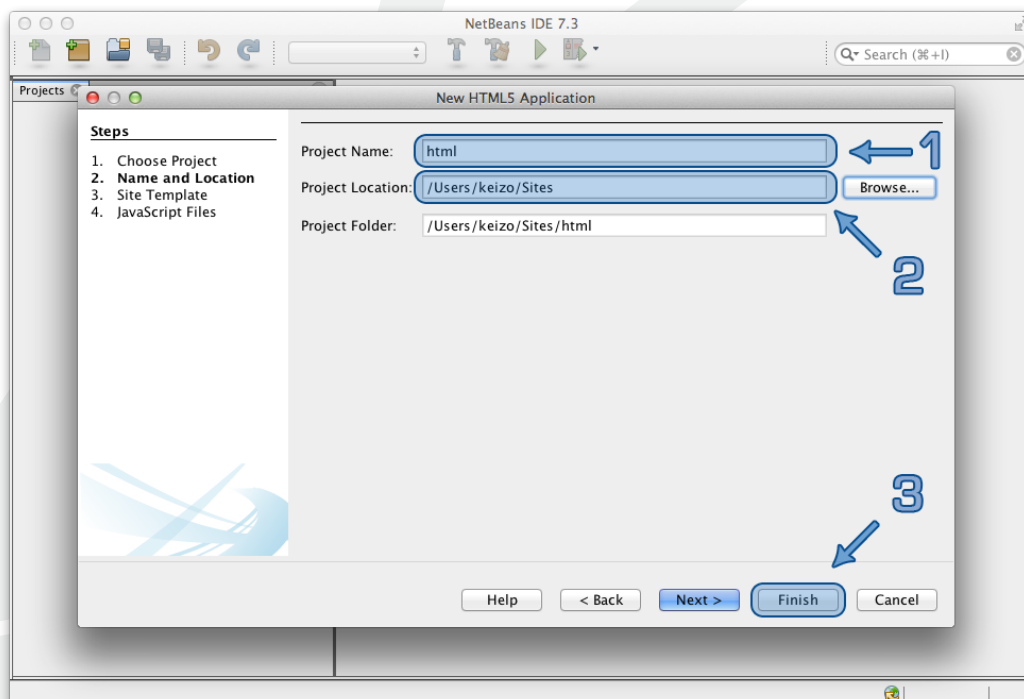 NetBeans IDE 7.3
Search (⌘+I)
Projects
New HTML5 Application
Steps
1. Choose Project
2. Name and Location
3. Site Template
4. JavaScript Files
Project Name: html
1
Project Location: /Users/keizo/Sites Browse...
Project Folder: /Users/keizo/Sites/html
2
3
Help < Back Next > Finish Cancel